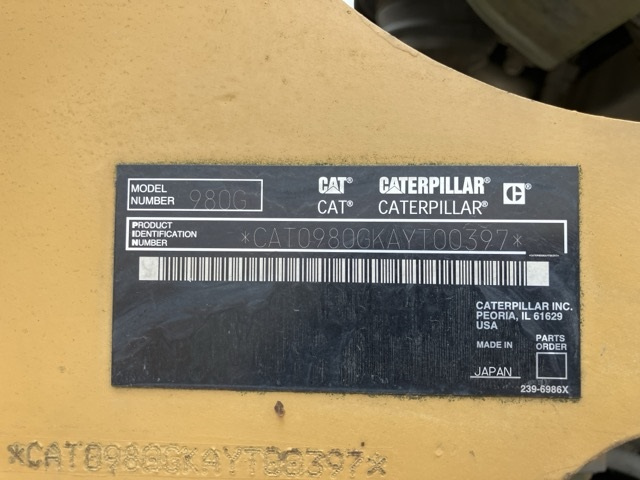 MODEL NUMBER 980G
CAT® CATERPILLAR® C®
CAT® CATERPILLAR®
PRODUCT IDENTIFICATION NUMBER *CAT0980GKAYT00397*
CATERPILLAR INC.
PEORIA, IL 61629
USA
MADE IN
JAPAN
PARTS ORDER
239-6986X
*CAT0980GKAYT00397*